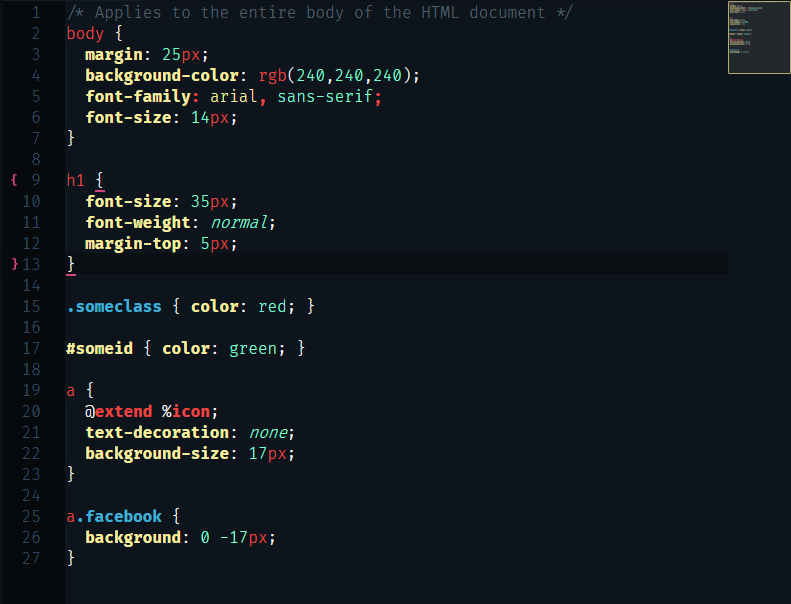 1 /* Applies to the entire body of the HTML document */
2 body {
3   margin: 25px;
4   background-color: rgb(240,240,240);
5   font-family: arial, sans-serif;
6   font-size: 14px;
7 }
8
{ 9 h1 {
10   font-size: 35px;
11   font-weight: normal;
12   margin-top: 5px;
} 13 }
14
15 .someclass { color: red; }
16
17 #someid { color: green; }
18
19 a {
20   @extend %icon;
21   text-decoration: none;
22   background-size: 17px;
23 }
24
25 a.facebook {
26   background: 0 -17px;
27 }